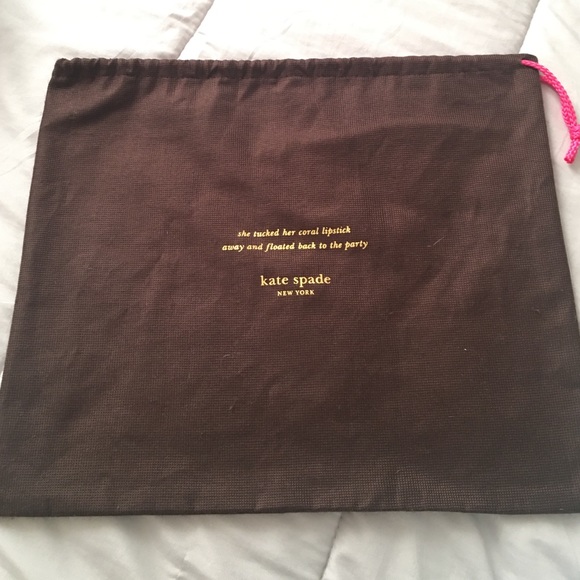 she tucked her coral lipstick
away and floated back to the party
kate spade
NEW YORK